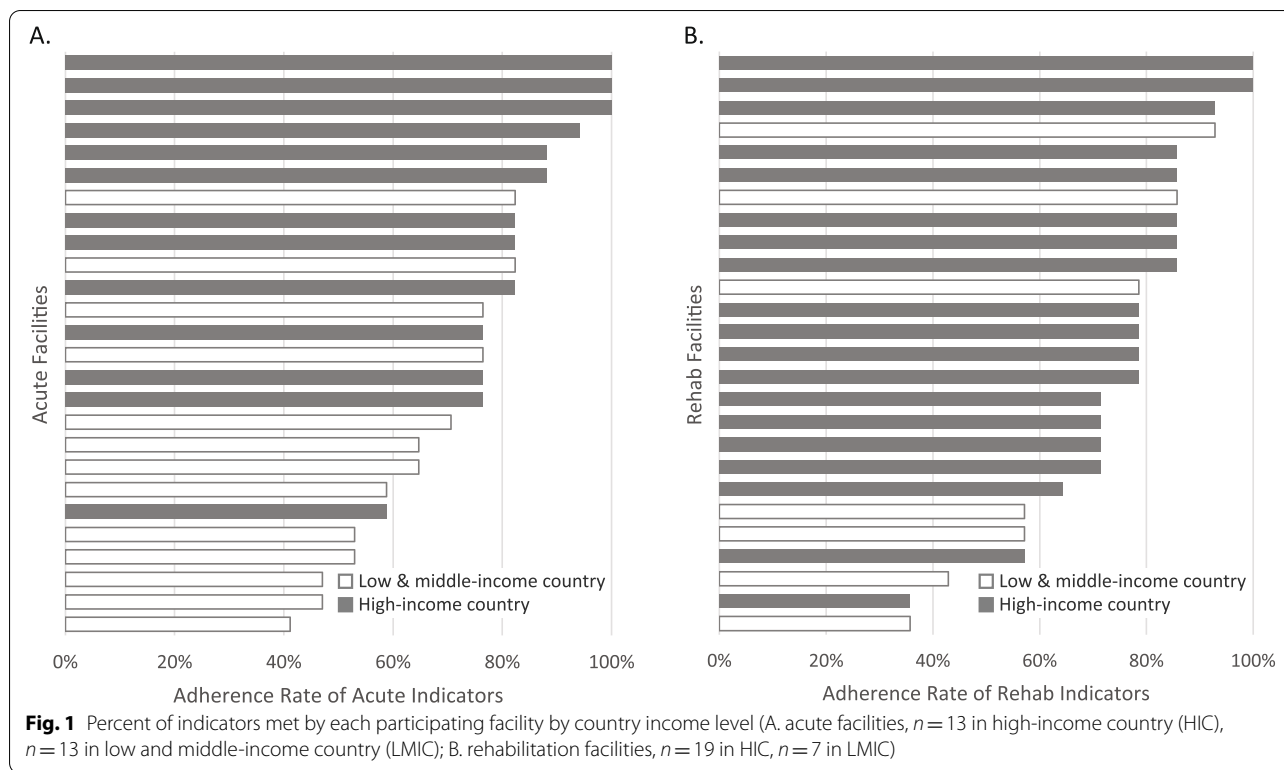 A.
Acute Facilities
Low & middle-income country
High-income country
0% 20% 40% 60% 80% 100%
Adherence Rate of Acute Indicators
B.
Rehab Facilities
Low & middle-income country
High-income country
0% 20% 40% 60% 80% 100%
Adherence Rate of Rehab Indicators
Fig. 1 Percent of indicators met by each participating facility by country income level (A. acute facilities, n = 13 in high-income country (HIC),
n = 13 in low and middle-income country (LMIC); B. rehabilitation facilities, n = 19 in HIC, n = 7 in LMIC)